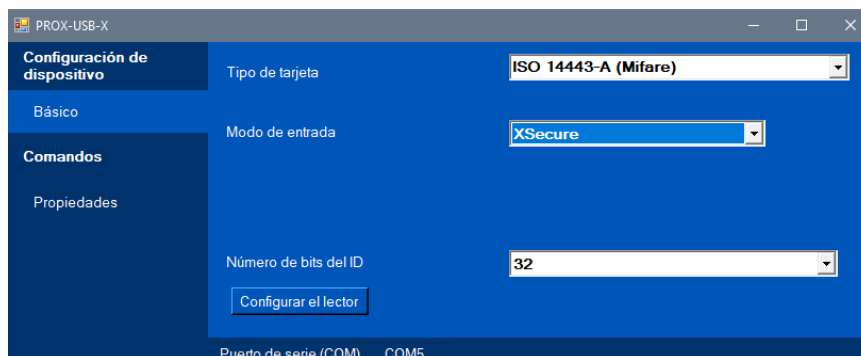 PROX-USB-X
Configuración de
dispositivo
Básico
Comandos
Propiedades
Tipo de tarjeta
ISO 14443-A (Mifare)
Modo de entrada
XSecure
Número de bits del ID
32
Configurar el lector
Puerto de serie (COM) COM5